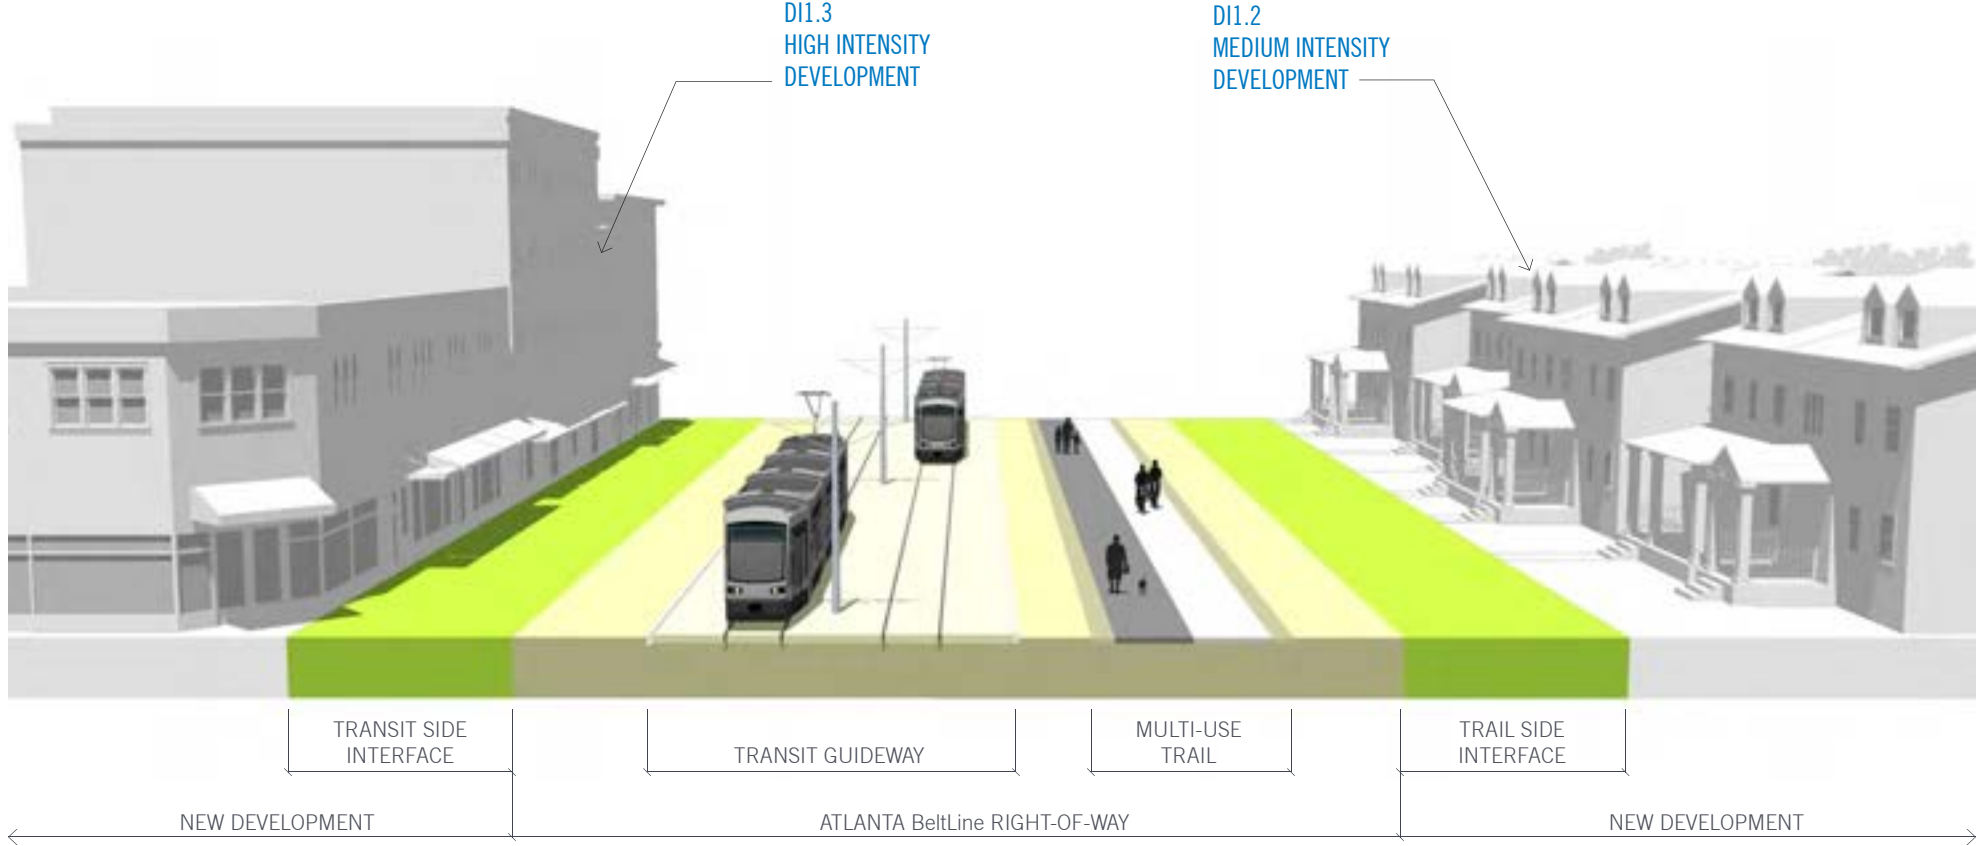 DI1.3
HIGH INTENSITY
DEVELOPMENT
DI1.2
MEDIUM INTENSITY
DEVELOPMENT
TRANSIT SIDE
INTERFACE
TRANSIT GUIDEWAY
MULTI-USE
TRAIL
TRAIL SIDE
INTERFACE
NEW DEVELOPMENT
ATLANTA BeltLine RIGHT-OF-WAY
NEW DEVELOPMENT